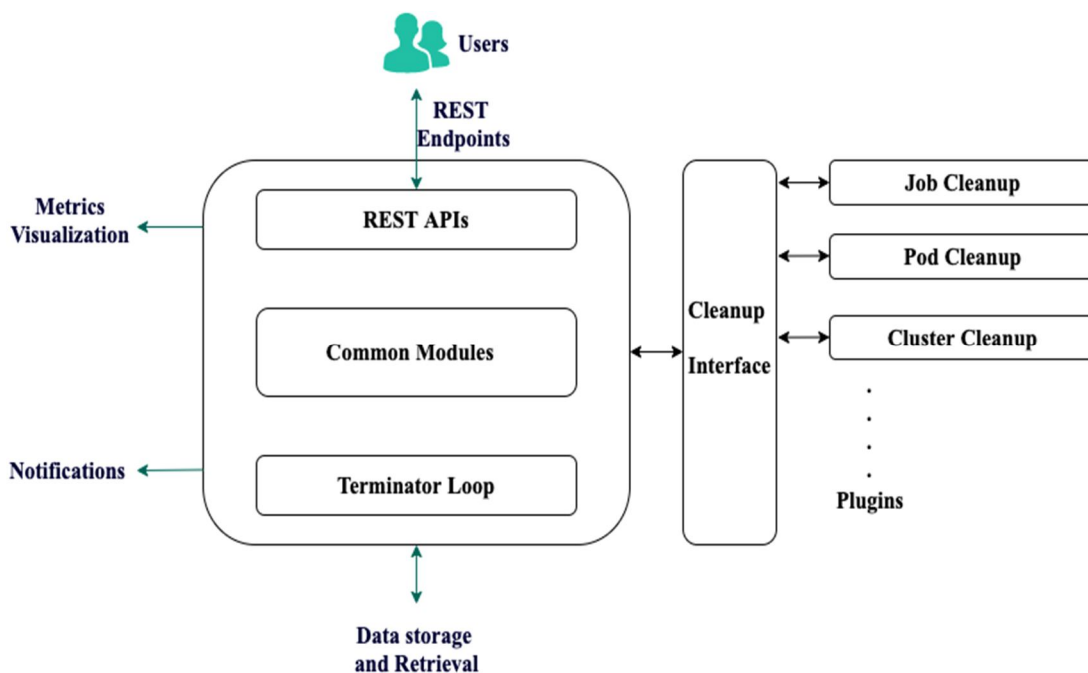 Users
REST
Endpoints
REST APIs
Metrics
Visualization
Common Modules
Notifications
Terminator Loop
Data storage
and Retrieval
Cleanup
Interface
Job Cleanup
Pod Cleanup
Cluster Cleanup
Plugins